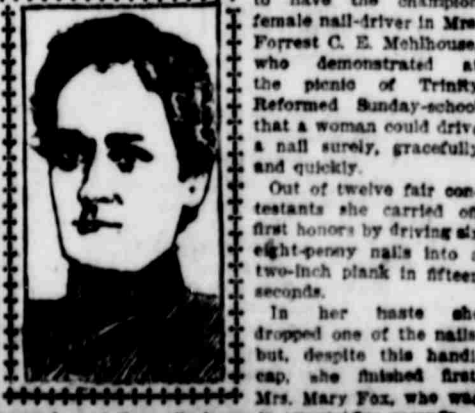 to have the champion
female nail-driver in Mrs
Forrest C. E. Mehlhouse
who demonstrated at
the picnic of Trinity
Reformed Sunday-schoo
that a woman could driv
a nail surely, gracefully
and quickly.
Out of twelve fair con
testants she carried of
first honors by driving six
eight-penny nails into a
two-inch plank in fifteen
seconds.
In her haste she
dropped one of the nails
but, despite this handi
cap, she finished first
Mrs. Mary Fox, who was